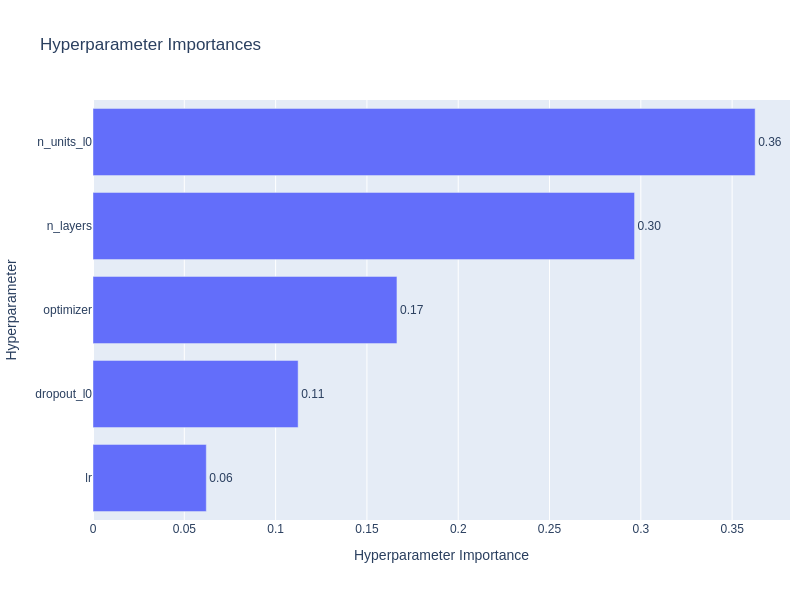 Hyperparameter Importances
Hyperparameter
n_units_l0
0.36
n_layers
0.30
optimizer
0.17
dropout_l0
0.11
lr
0.06
0
0.05
0.1
0.15
0.2
0.25
0.3
0.35
Hyperparameter Importance